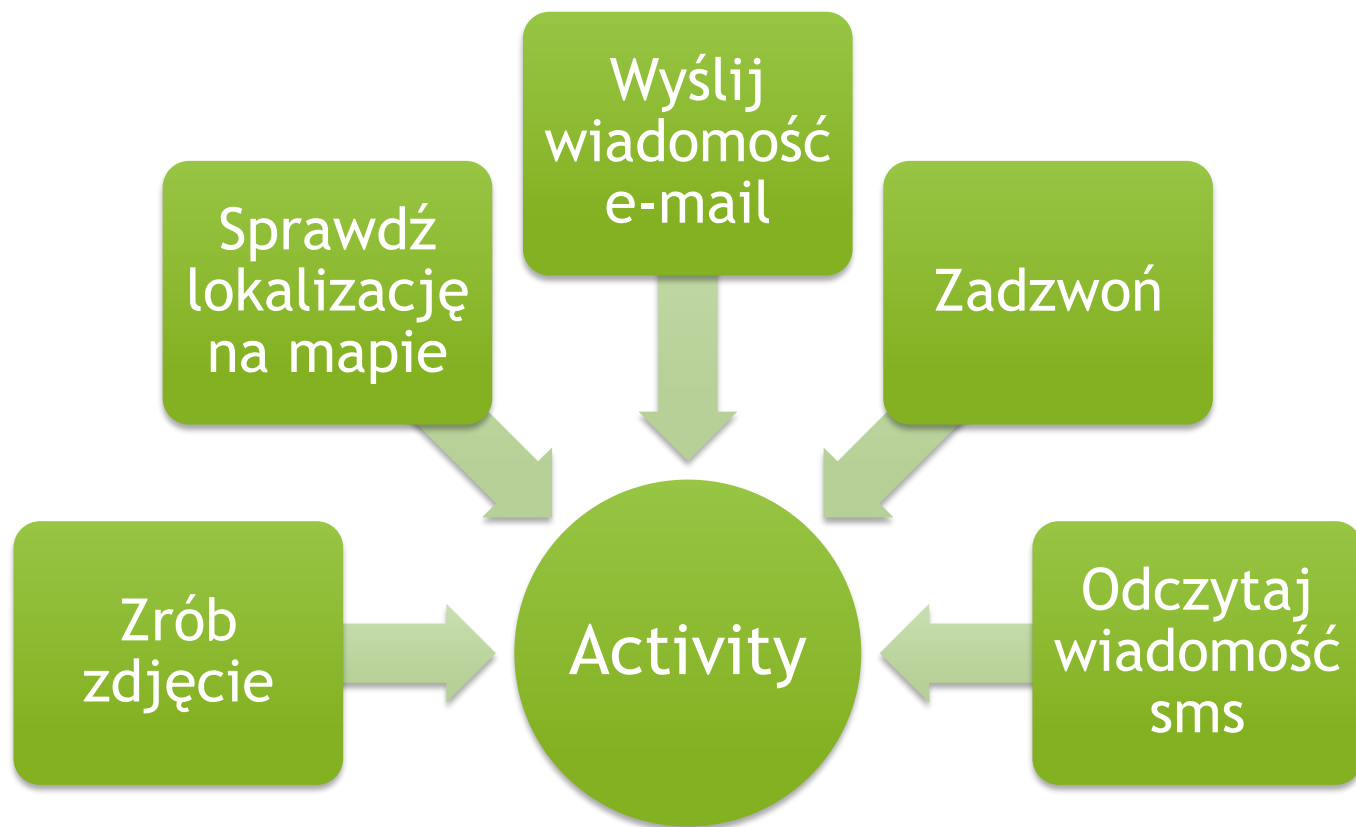 Wyślij
wiadomość
e-mail
Sprawdź
lokalizację
na mapie
Zadzwoń
Zrób
zdjęcie
Activity
Odczytaj
wiadomość
sms